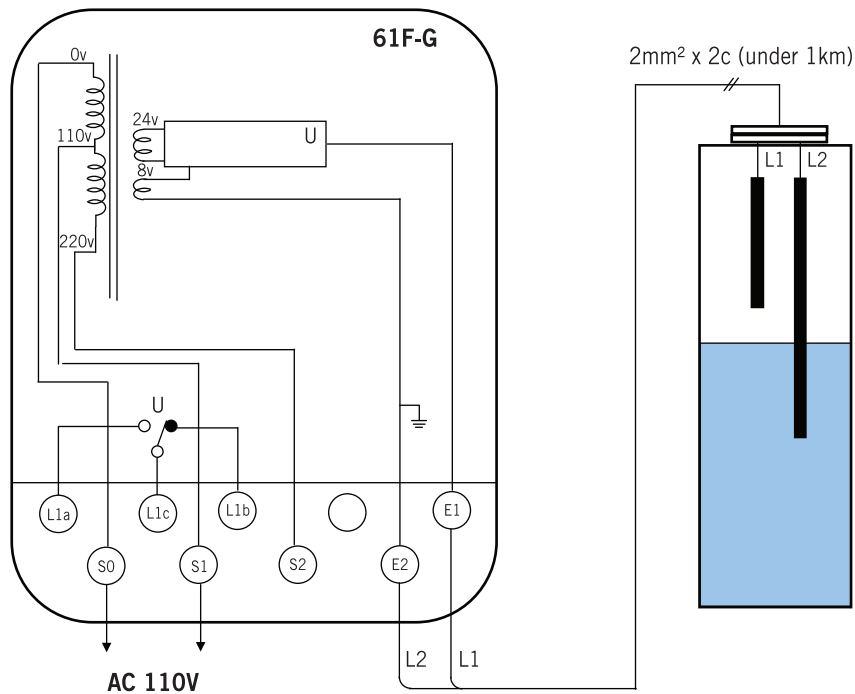 61F-G
0v
2mm² x 2c (under 1km)
24v
U
110v
L1 L2
8v
220v
U
L1a L1c L1b E1
S0 S1 S2 E2
L2 L1
AC 110V